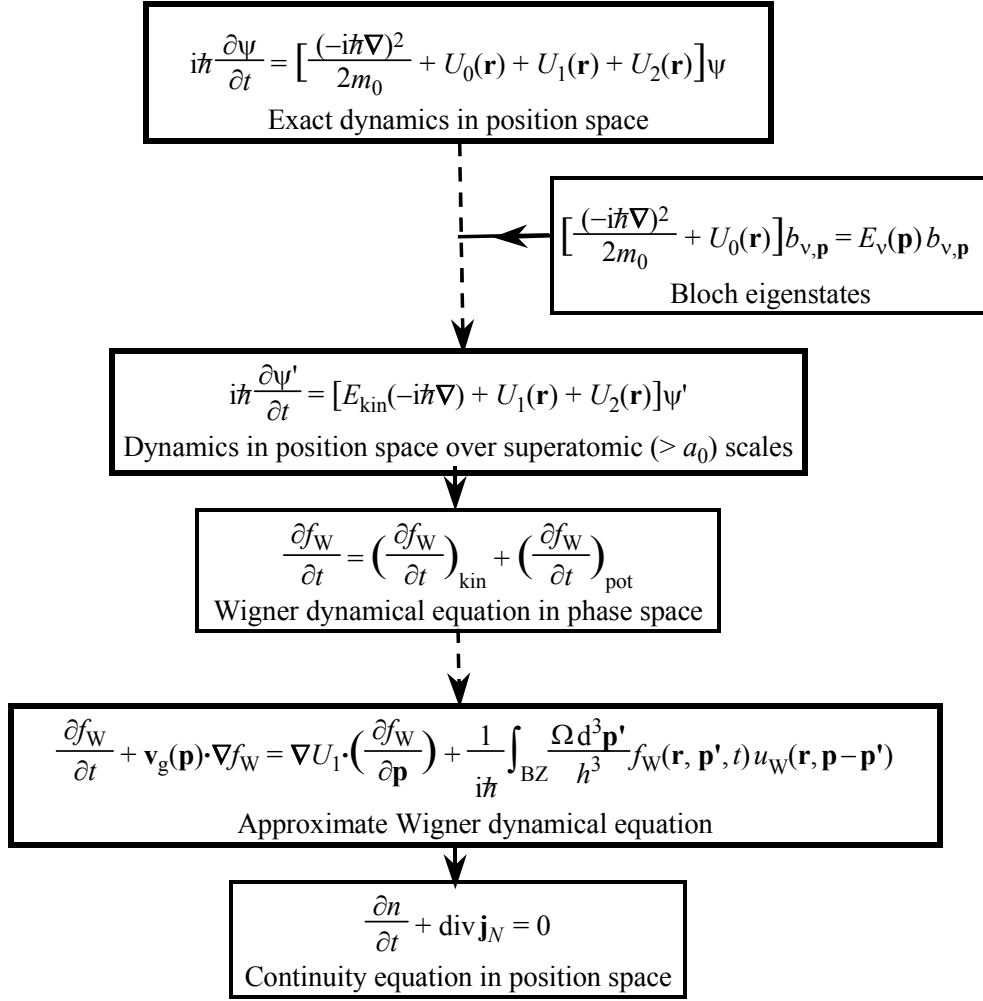 iℏ ∂ψ/∂t = [(−iℏ∇)²/2m₀ + U₀(r) + U₁(r) + U₂(r)]ψ
Exact dynamics in position space
[(−iℏ∇)²/2m₀ + U₀(r)]b_ν,p = E_ν(p) b_ν,p
Bloch eigenstates
iℏ ∂ψ'/∂t = [E_kin(−iℏ∇) + U₁(r) + U₂(r)]ψ'
Dynamics in position space over superatomic (> a₀) scales
∂f_W/∂t = (∂f_W/∂t)_kin + (∂f_W/∂t)_pot
Wigner dynamical equation in phase space
∂f_W/∂t + v_g(p)·∇f_W = ∇U₁·(∂f_W/∂p) + 1/iℏ ∫_BZ Ω d³p'/h³ f_W(r, p', t) u_W(r, p − p')
Approximate Wigner dynamical equation
∂n/∂t + div j_N = 0
Continuity equation in position space